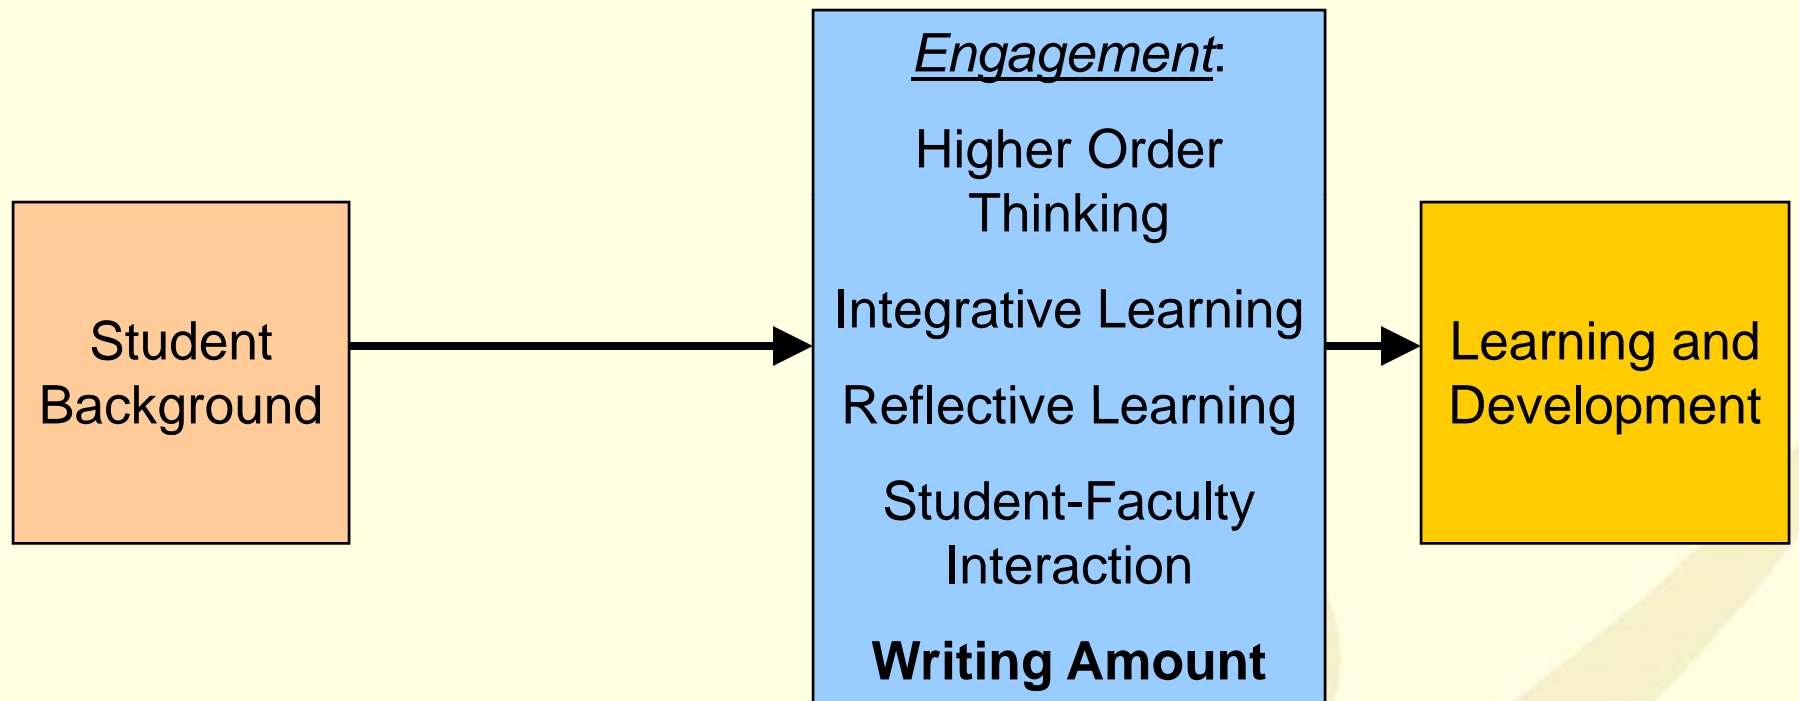 Student
Background
Engagement:
Higher Order
Thinking
Integrative Learning
Reflective Learning
Student-Faculty
Interaction
Writing Amount
Learning and
Development